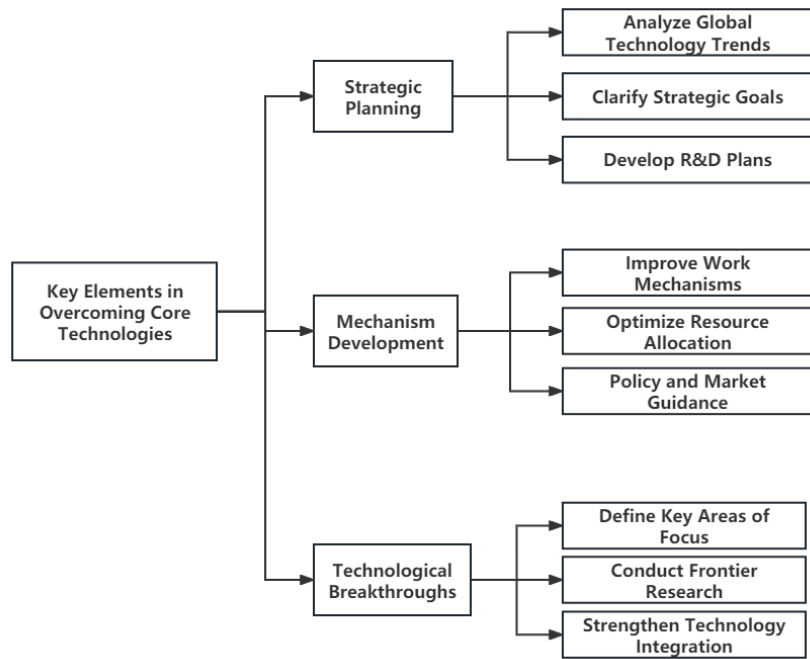 Key Elements in
Overcoming Core
Technologies
Strategic
Planning
Analyze Global
Technology Trends
Clarify Strategic Goals
Develop R&D Plans
Mechanism
Development
Improve Work
Mechanisms
Optimize Resource
Allocation
Policy and Market
Guidance
Technological
Breakthroughs
Define Key Areas of
Focus
Conduct Frontier
Research
Strengthen Technology
Integration